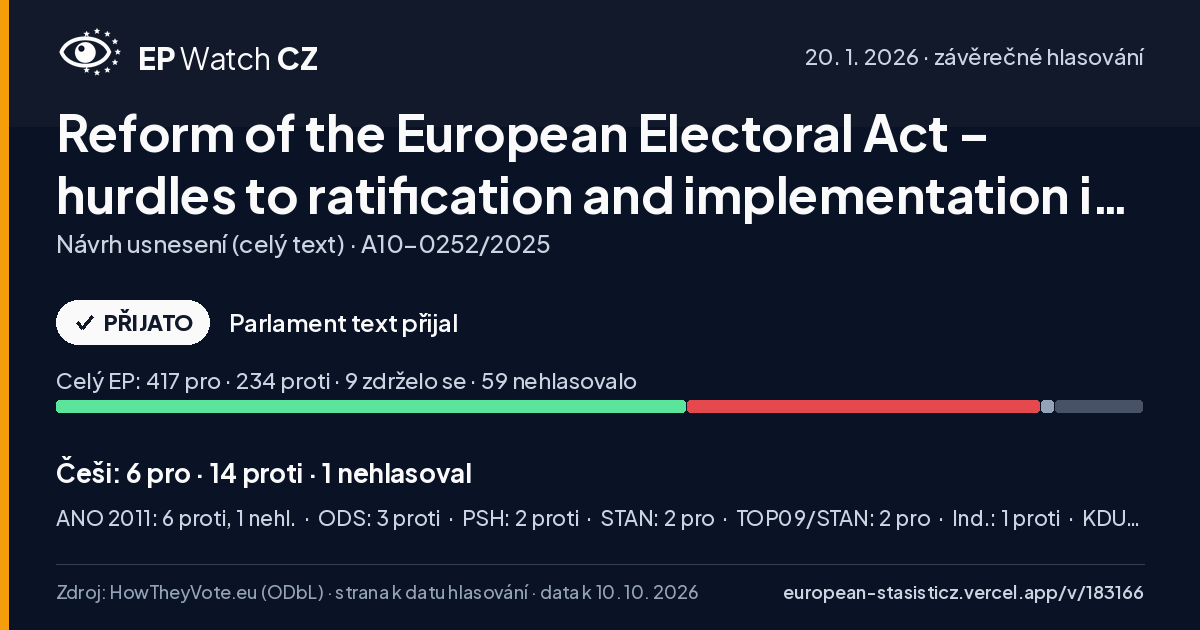 EP Watch CZ
20. 1. 2026 · závěrečné hlasování
Reform of the European Electoral Act –
hurdles to ratification and implementation i…
Návrh usnesení (celý text) · A10-0252/2025
✓ PŘIJATO
Parlament text přijal
Celý EP: 417 pro · 234 proti · 9 zdrželo se · 59 nehlasovalo
Češi: 6 pro · 14 proti · 1 nehlasoval
ANO 2011: 6 proti, 1 nehl. · ODS: 3 proti · PSH: 2 proti · STAN: 2 pro · TOP09/STAN: 2 pro · Ind.: 1 proti · KDU…
Zdroj: HowTheyVote.eu (ODbL) · strana k datu hlasování · data k 10. 10. 2026
european-stasisticz.vercel.app/v/183166